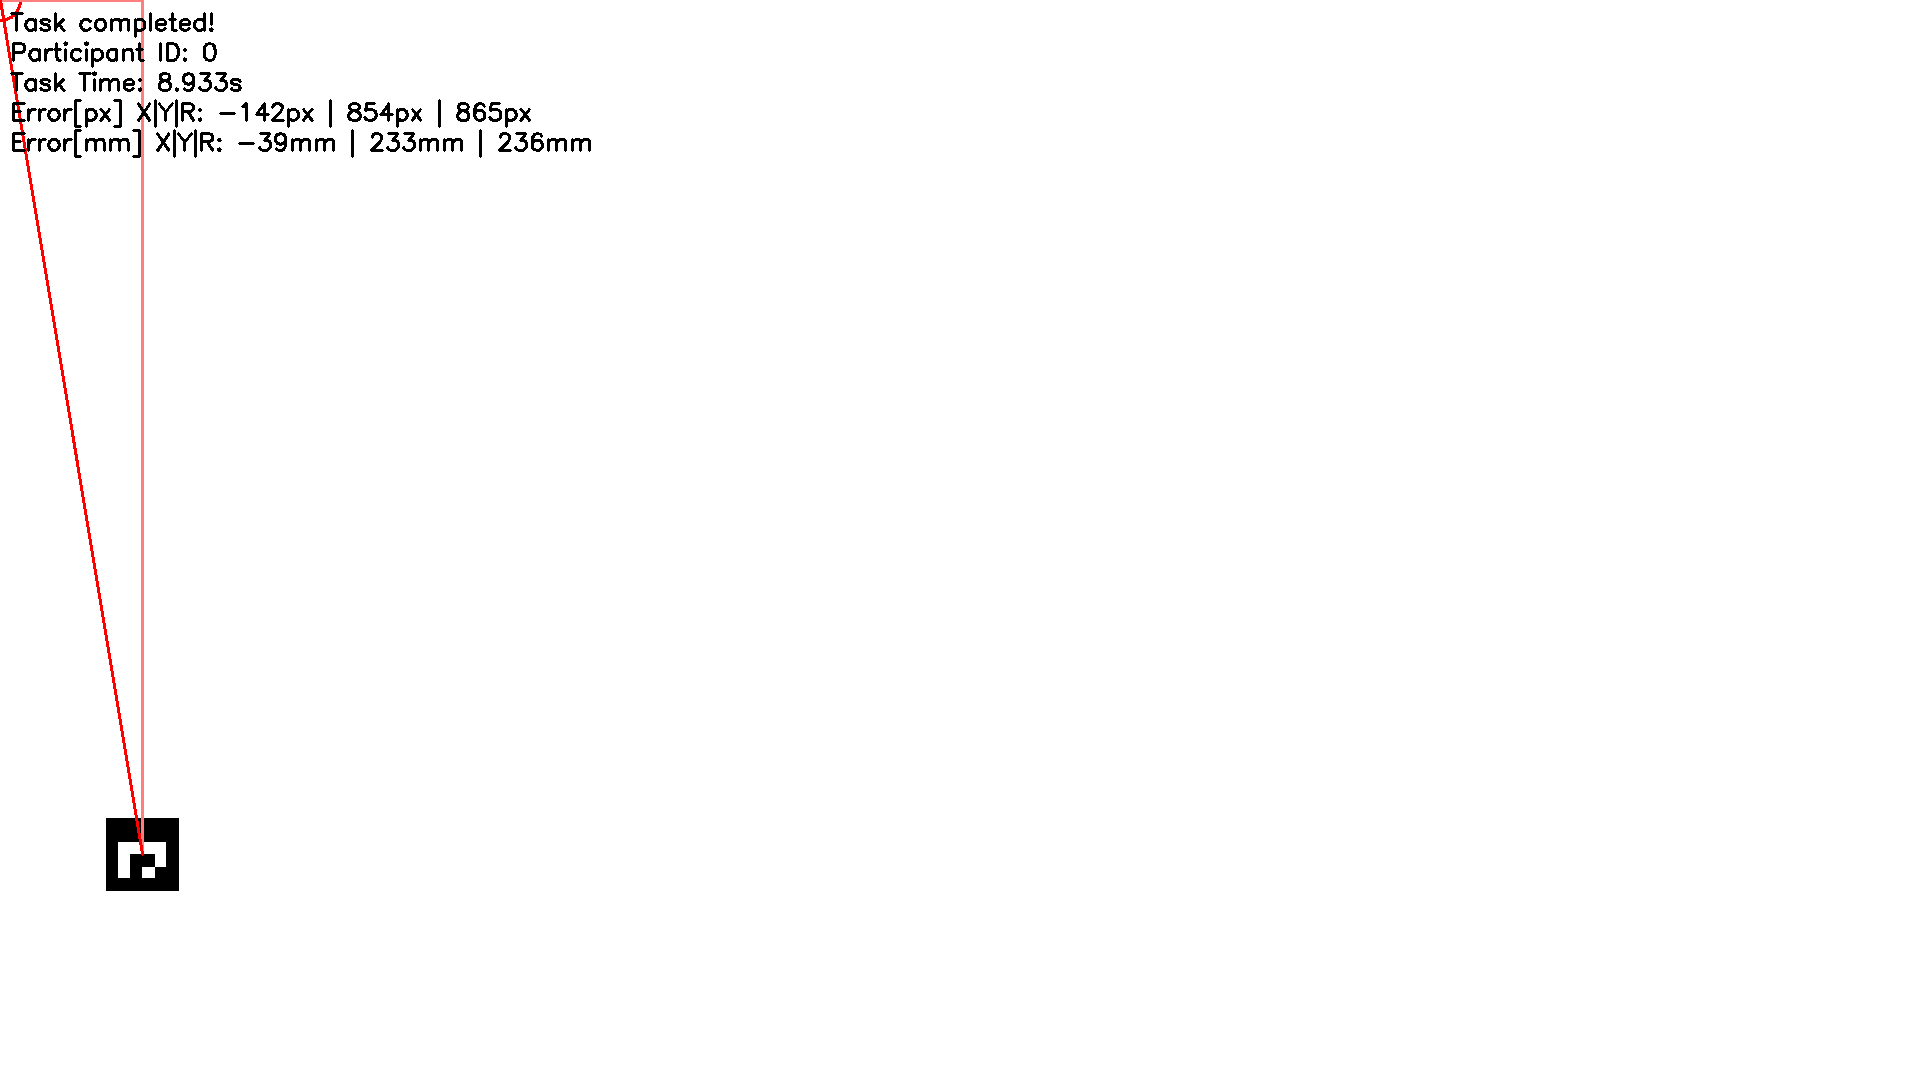 Task completed!
Participant ID: 0
Task Time: 8.933s
Error[px] X|Y|R: -142px | 854px | 865px
Error[mm] X|Y|R: -39mm | 233mm | 236mm